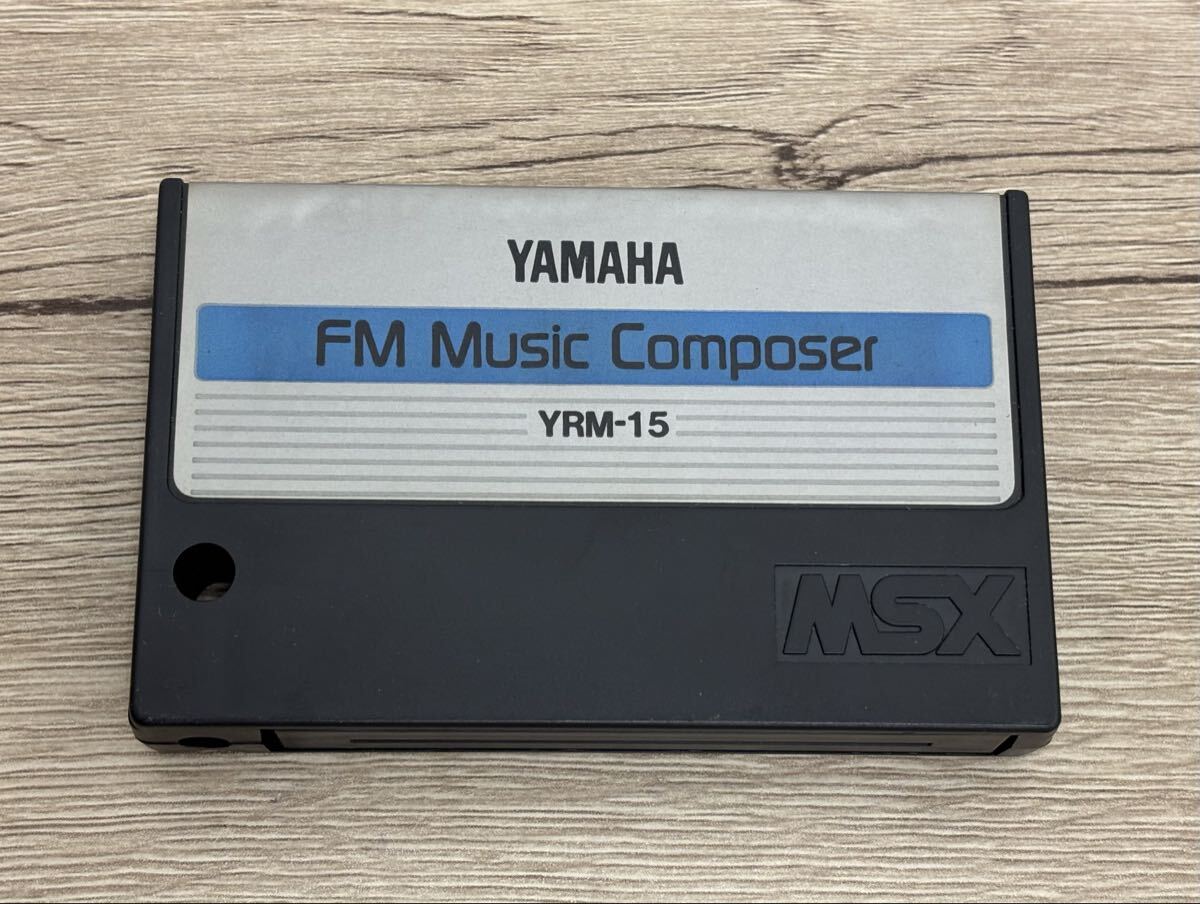 YAMAHA
FM Music Composer
YRM-15
MSX